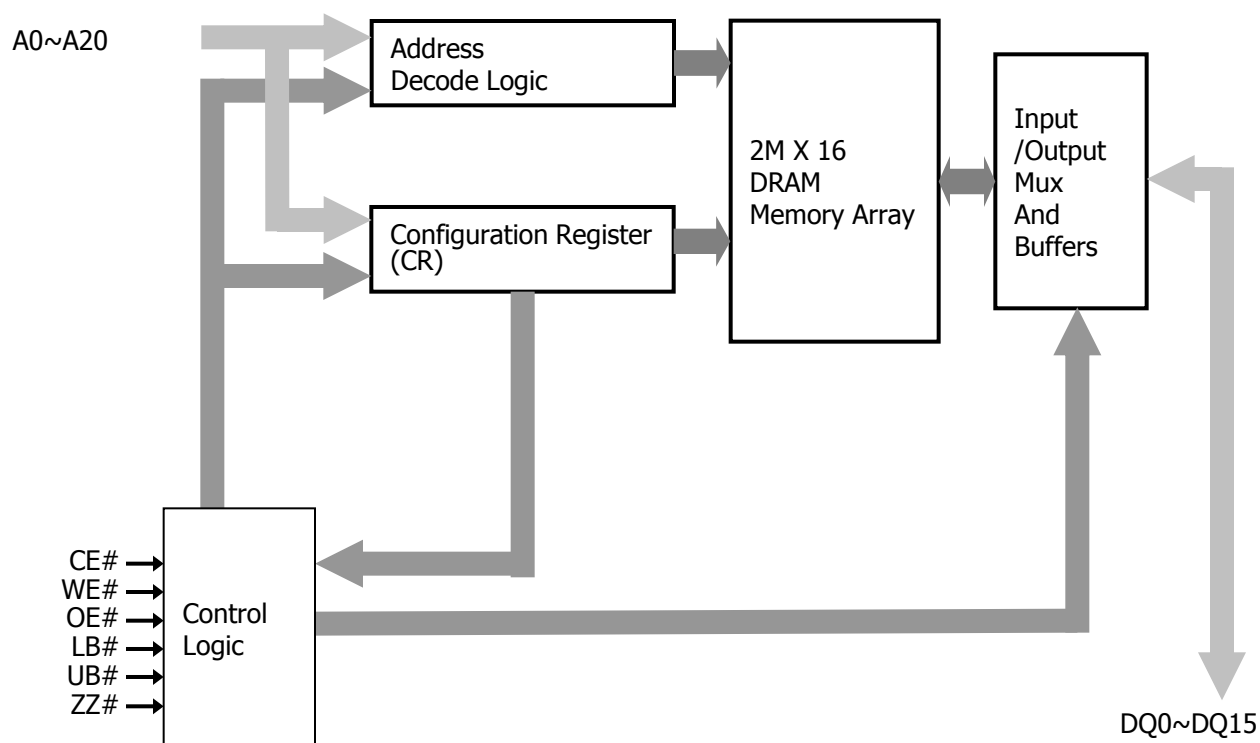 A0~A20
Address
Decode Logic
2M X 16
DRAM
Memory Array
Input
/Output
Mux
And
Buffers
Configuration Register
(CR)
CE#
WE#
OE#
LB#
UB#
ZZ#
Control
Logic
DQ0~DQ15